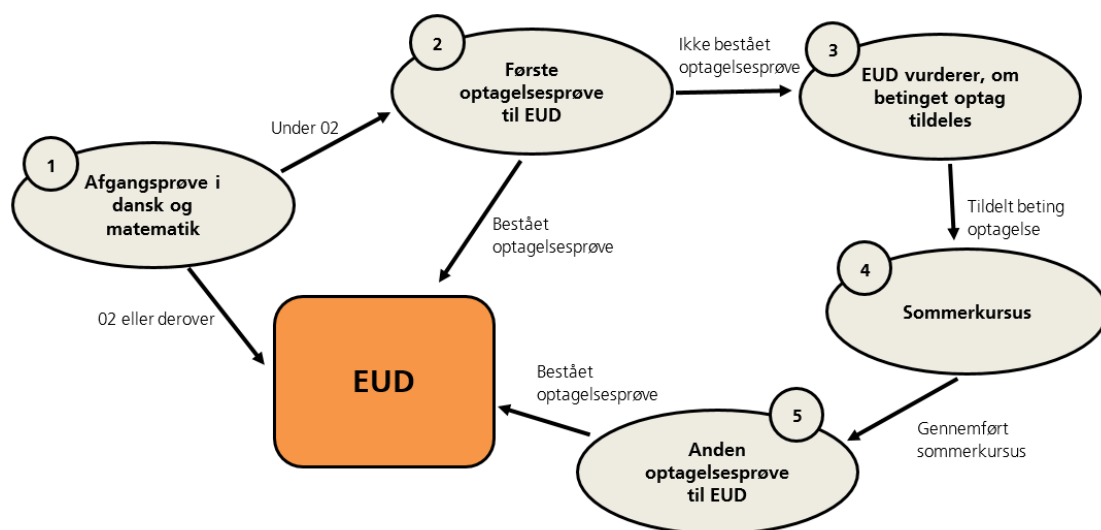 1
Afgangsprøve i
dansk og
matematik
Under 02
02 eller derover
2
Første
optagelsesprøve
til EUD
Bestået
optagelsesprøve
Ikke bestået
optagelsesprøve
3
EUD vurderer, om
betinget optag
tildeles
Tildelt beting
optagelse
4
Sommerkursus
Gennemført
sommerkursus
5
Anden
optagelsesprøve
til EUD
Bestået
optagelsesprøve
EUD